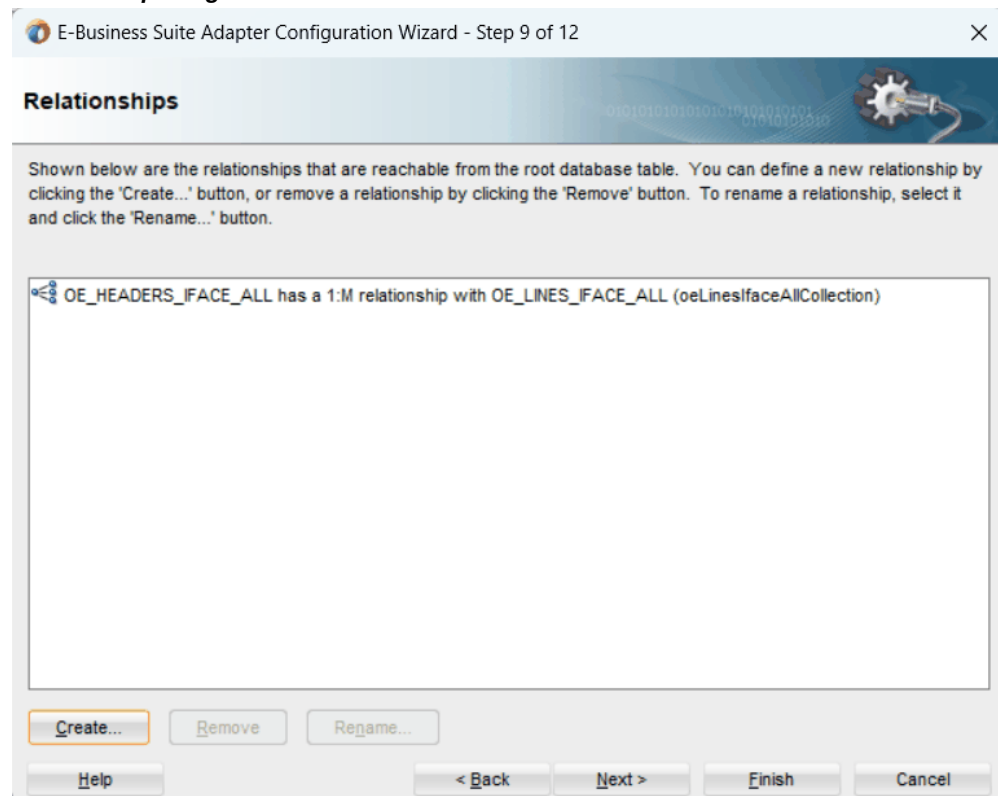 E-Business Suite Adapter Configuration Wizard - Step 9 of 12
Relationships
Shown below are the relationships that are reachable from the root database table. You can define a new relationship by
clicking the 'Create...' button, or remove a relationship by clicking the 'Remove' button. To rename a relationship, select it
and click the 'Rename...' button.
OE_HEADERS_IFACE_ALL has a 1:M relationship with OE_LINES_IFACE_ALL (oeLinesIfaceAllCollection)
Create... Remove Rename...
Help < Back Next > Finish Cancel